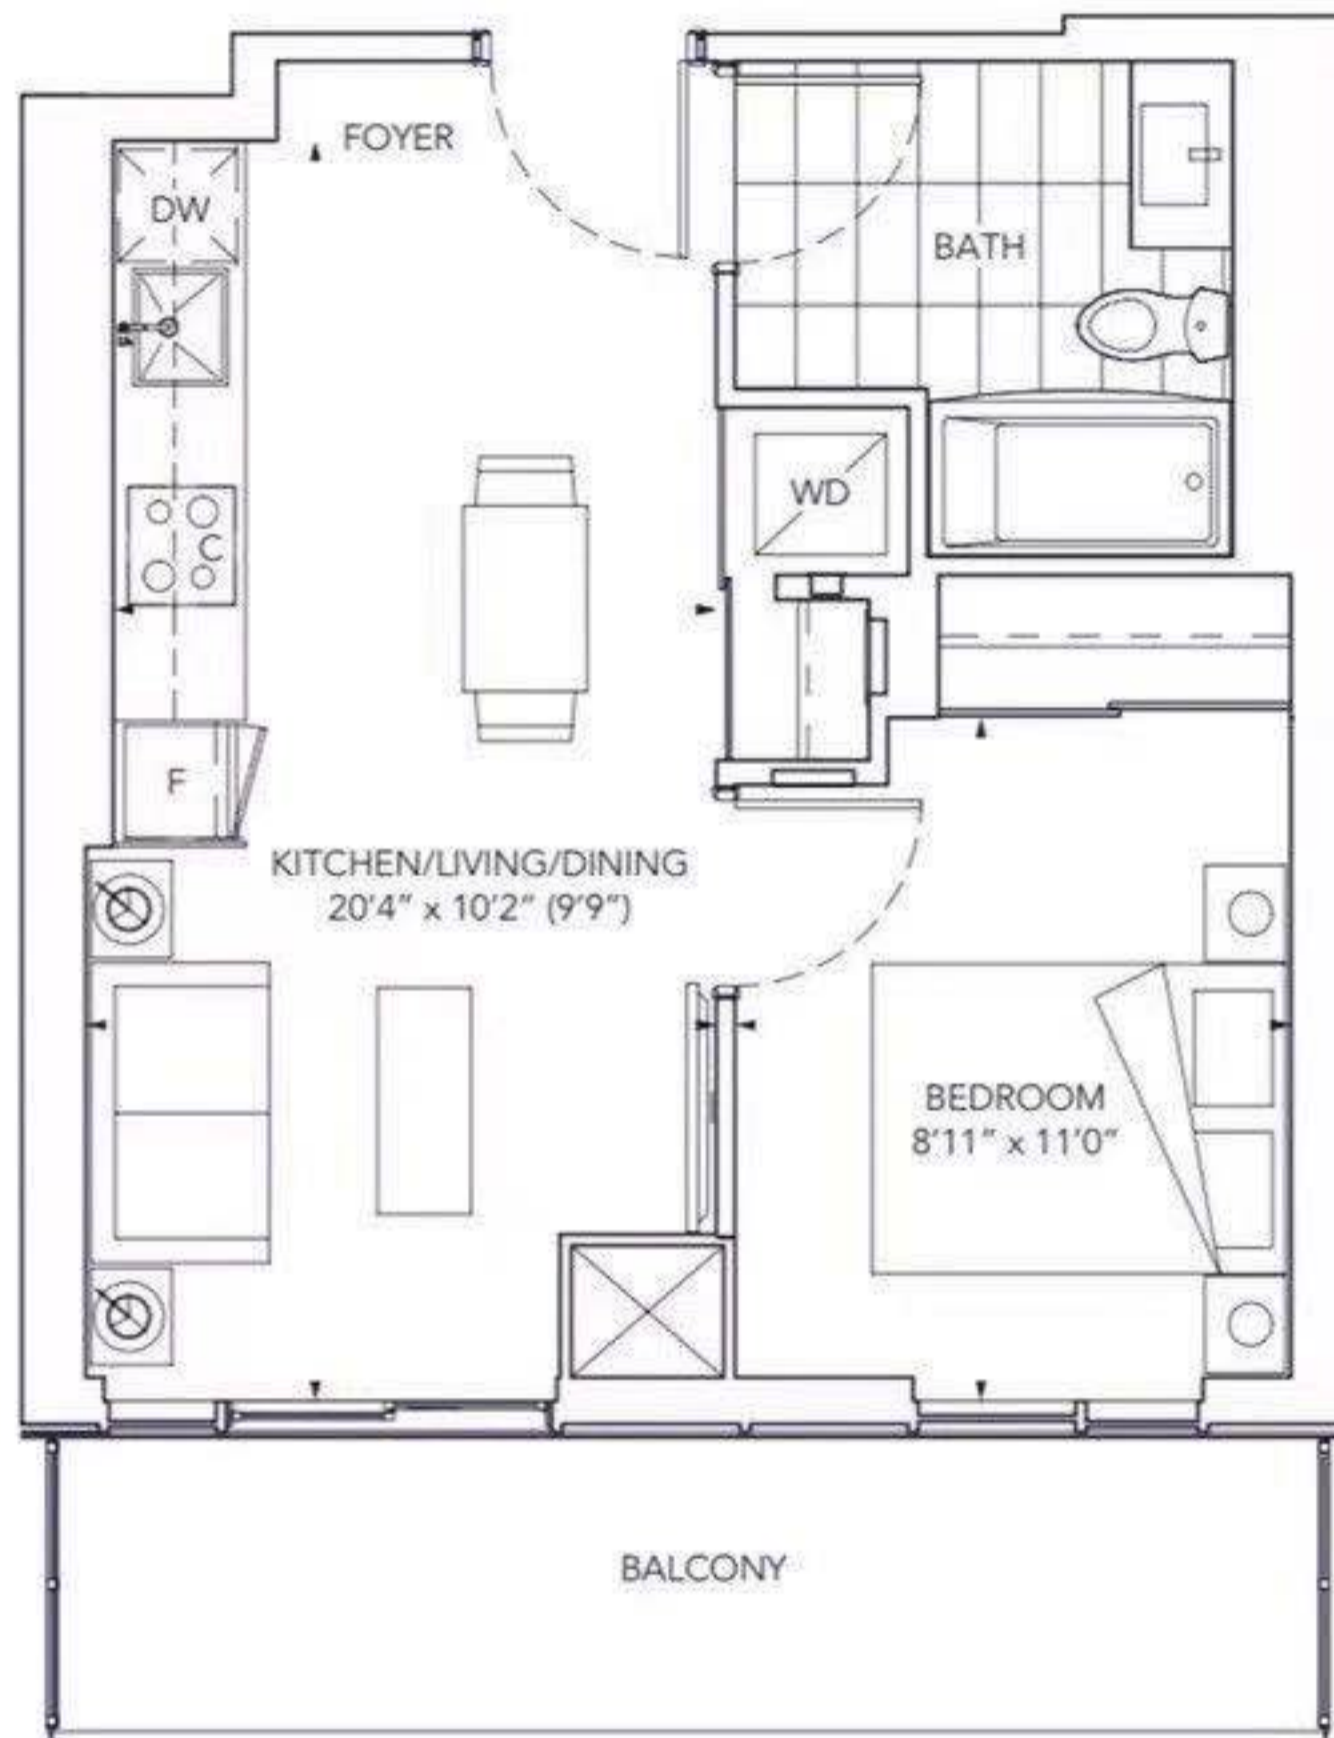 FOYER
DW
BATH
WD
C
F
KITCHEN/LIVING/DINING
20'4" x 10'2" (9'9")
BEDROOM
8'11" x 11'0"
BALCONY